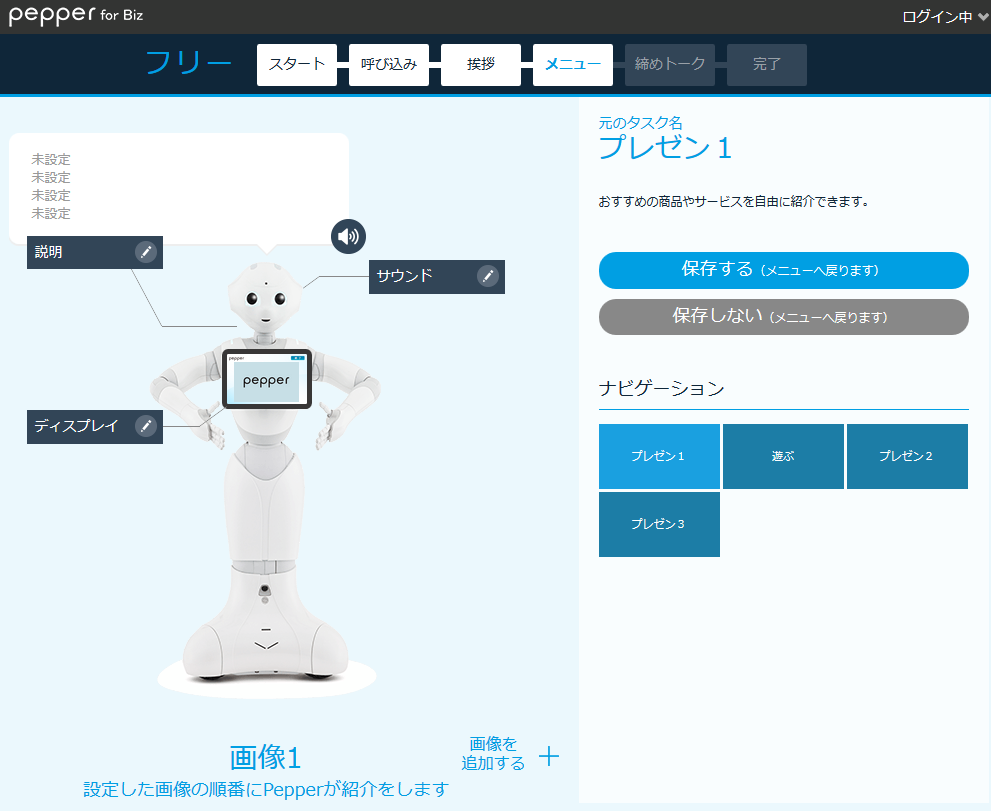 pepper for Biz
ログイン中
フリー
スタート
呼び込み
挨拶
メニュー
締めトーク
完了
未設定
未設定
未設定
未設定
説明
サウンド
pepper
pepper
ディスプレイ
画像1
設定した画像の順番にPepperが紹介をします
画像を
追加する
元のタスク名
プレゼン１
おすすめの商品やサービスを自由に紹介できます。
保存する（メニューへ戻ります）
保存しない（メニューへ戻ります）
ナビゲーション
プレゼン１
遊ぶ
プレゼン２
プレゼン３